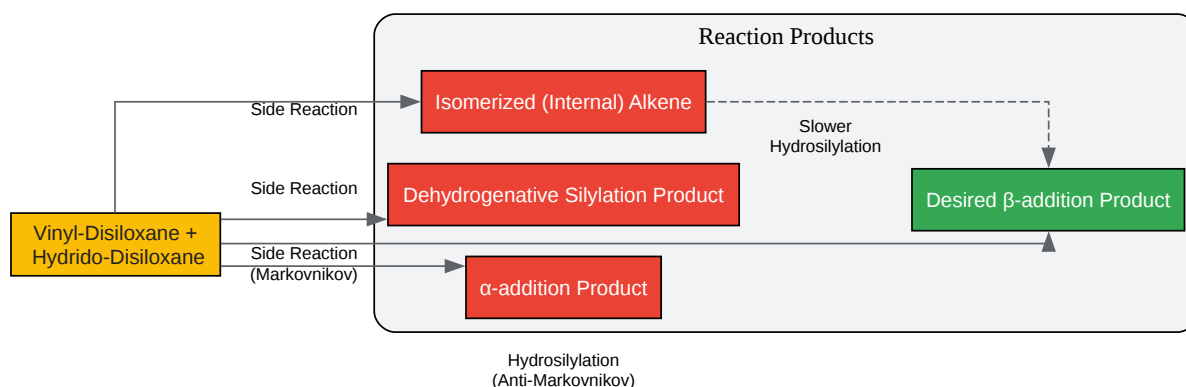 Reaction Products
Isomerized (Internal) Alkene
Side Reaction
Slower
Hydrosilylation
Side Reaction
Dehydrogenative Silylation Product
Desired β-addition Product
Vinyl-Disiloxane +
Hydrido-Disiloxane
Side Reaction
(Markovnikov)
α-addition Product
Hydrosilylation
(Anti-Markovnikov)